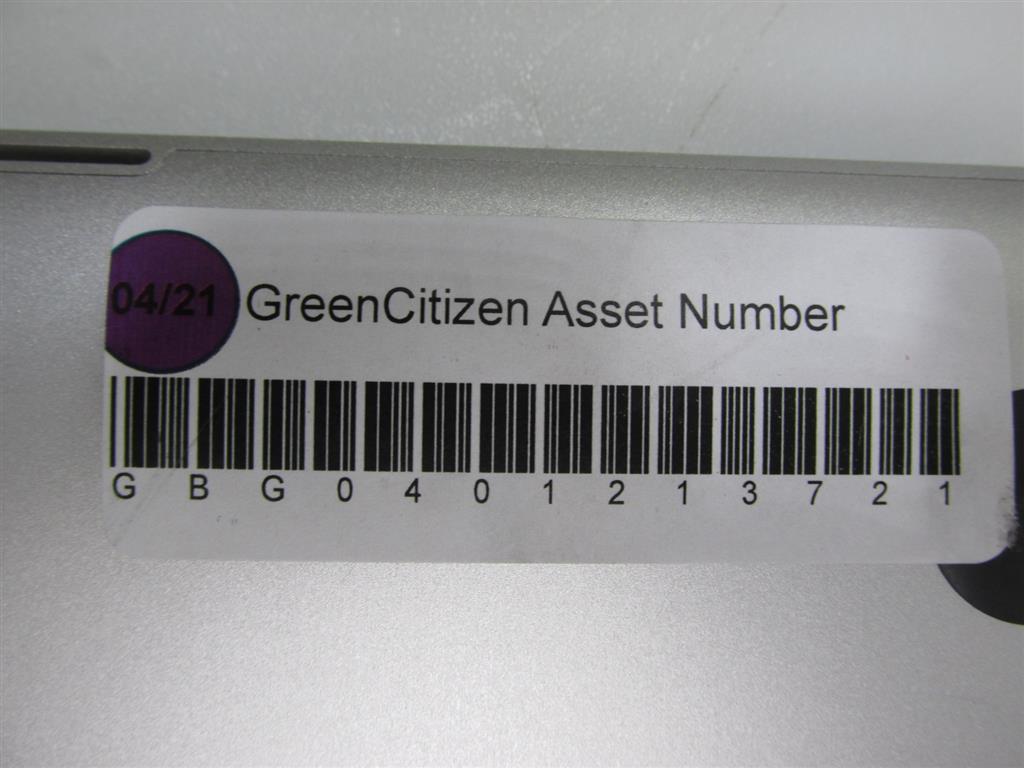 04/21 GreenCitizen Asset Number
G B G 0 4 0 1 2 1 3 7 2 1